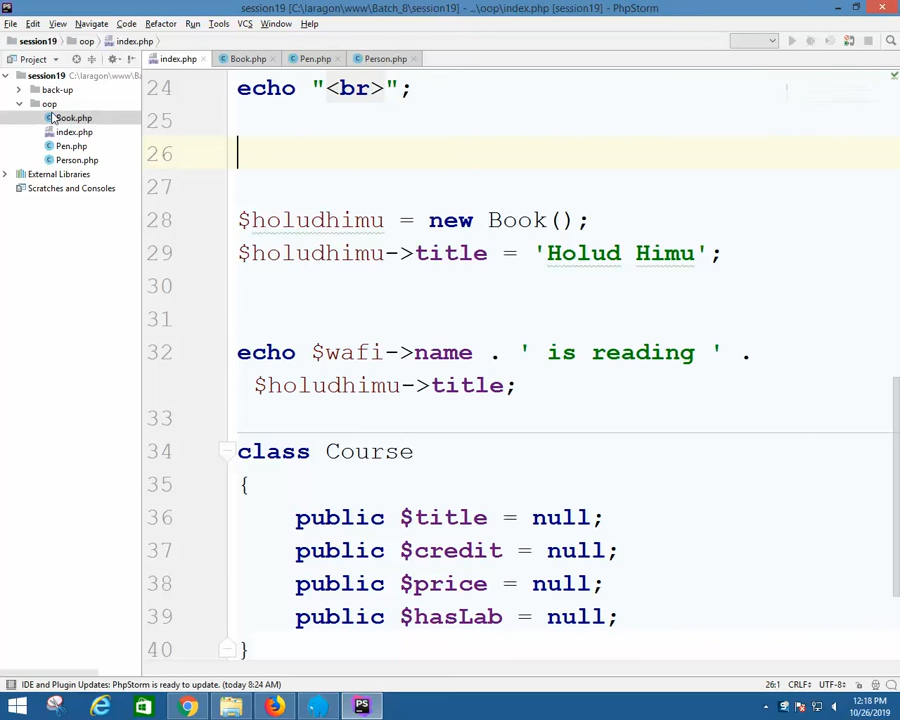 session19 [C:\laragon\www\Batch_8\session19] - ...\oop\index.php [session19] - PhpStorm
File Edit View Navigate Code Refactor Run Tools VCS Window Help
session19 oop index.php
Project index.php Book.php Pen.php Person.php
session19 C:\laragon\www\Ba
back-up
oop
Book.php
index.php
Pen.php
Person.php
External Libraries
Scratches and Consoles
24 echo "<br>";
25
26
27
28 $holudhimu = new Book();
29 $holudhimu->title = 'Holud Himu';
30
31
32 echo $wafi->name . ' is reading ' .
$holudhimu->title;
33
34 class Course
35 {
36 public $title = null;
37 public $credit = null;
38 public $price = null;
39 public $hasLab = null;
40 }
IDE and Plugin Updates: PhpStorm is ready to update. (today 8:24 AM) 26:1 CRLF UTF-8
12:18 PM
10/26/2019